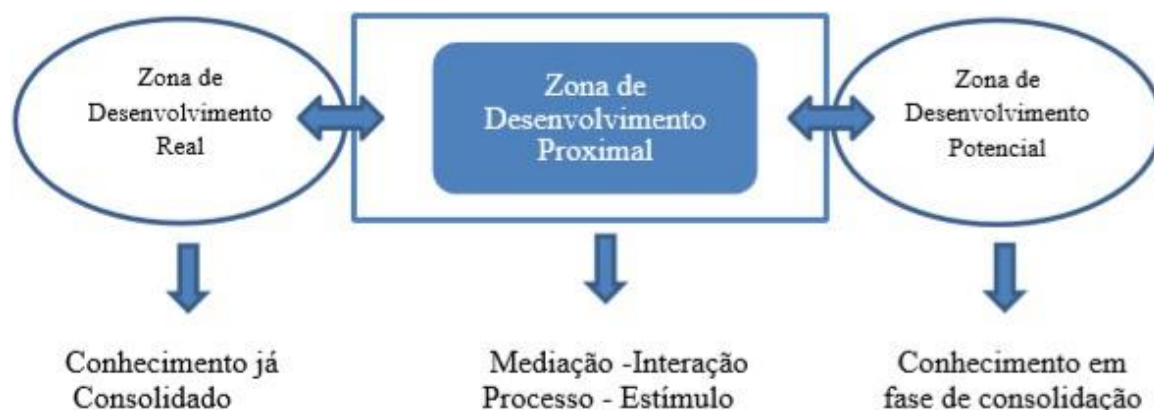 Zona de
Desenvolvimento
Real
Zona de
Desenvolvimento
Proximal
Zona de
Desenvolvimento
Potencial
Conhecimento já
Consolidado
Mediação -Interação
Processo - Estímulo
Conhecimento em
fase de consolidação